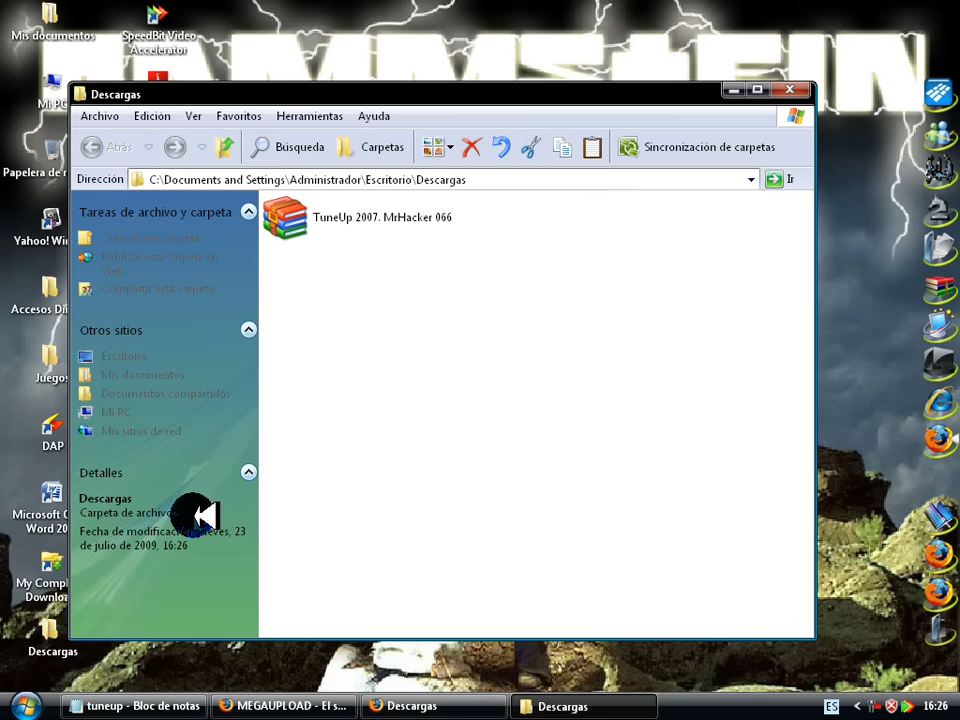 Mis documentos
SpeedBit Video
Accelerator
RAMMSTEIN
Mi PC
Descargas
Archivo Edición Ver Favoritos Herramientas Ayuda
Atrás Búsqueda Carpetas Sincronización de carpetas
Dirección C:\Documents and Settings\Administrador\Escritorio\Descargas Ir
Papelera de r
Tareas de archivo y carpeta
TuneUp 2007. MrHacker 066
Crear nueva carpeta
Publicar esta carpeta en
Web
Compartir esta carpeta
Yahoo! Wi
Accesos Di
Otros sitios
Escritorio
Mis documentos
Documentos compartidos
Mi PC
Mis sitios de red
Juegos
DAP
Detalles
Descargas
Carpeta de archivos
Fecha de modificación: jueves, 23
de julio de 2009, 16:26
Microsoft O
Word 20
My Compl
Downloa
Descargas
tuneup - Bloc de notas
MEGAUPLOAD - El s...
Descargas
Descargas
ES
16:26